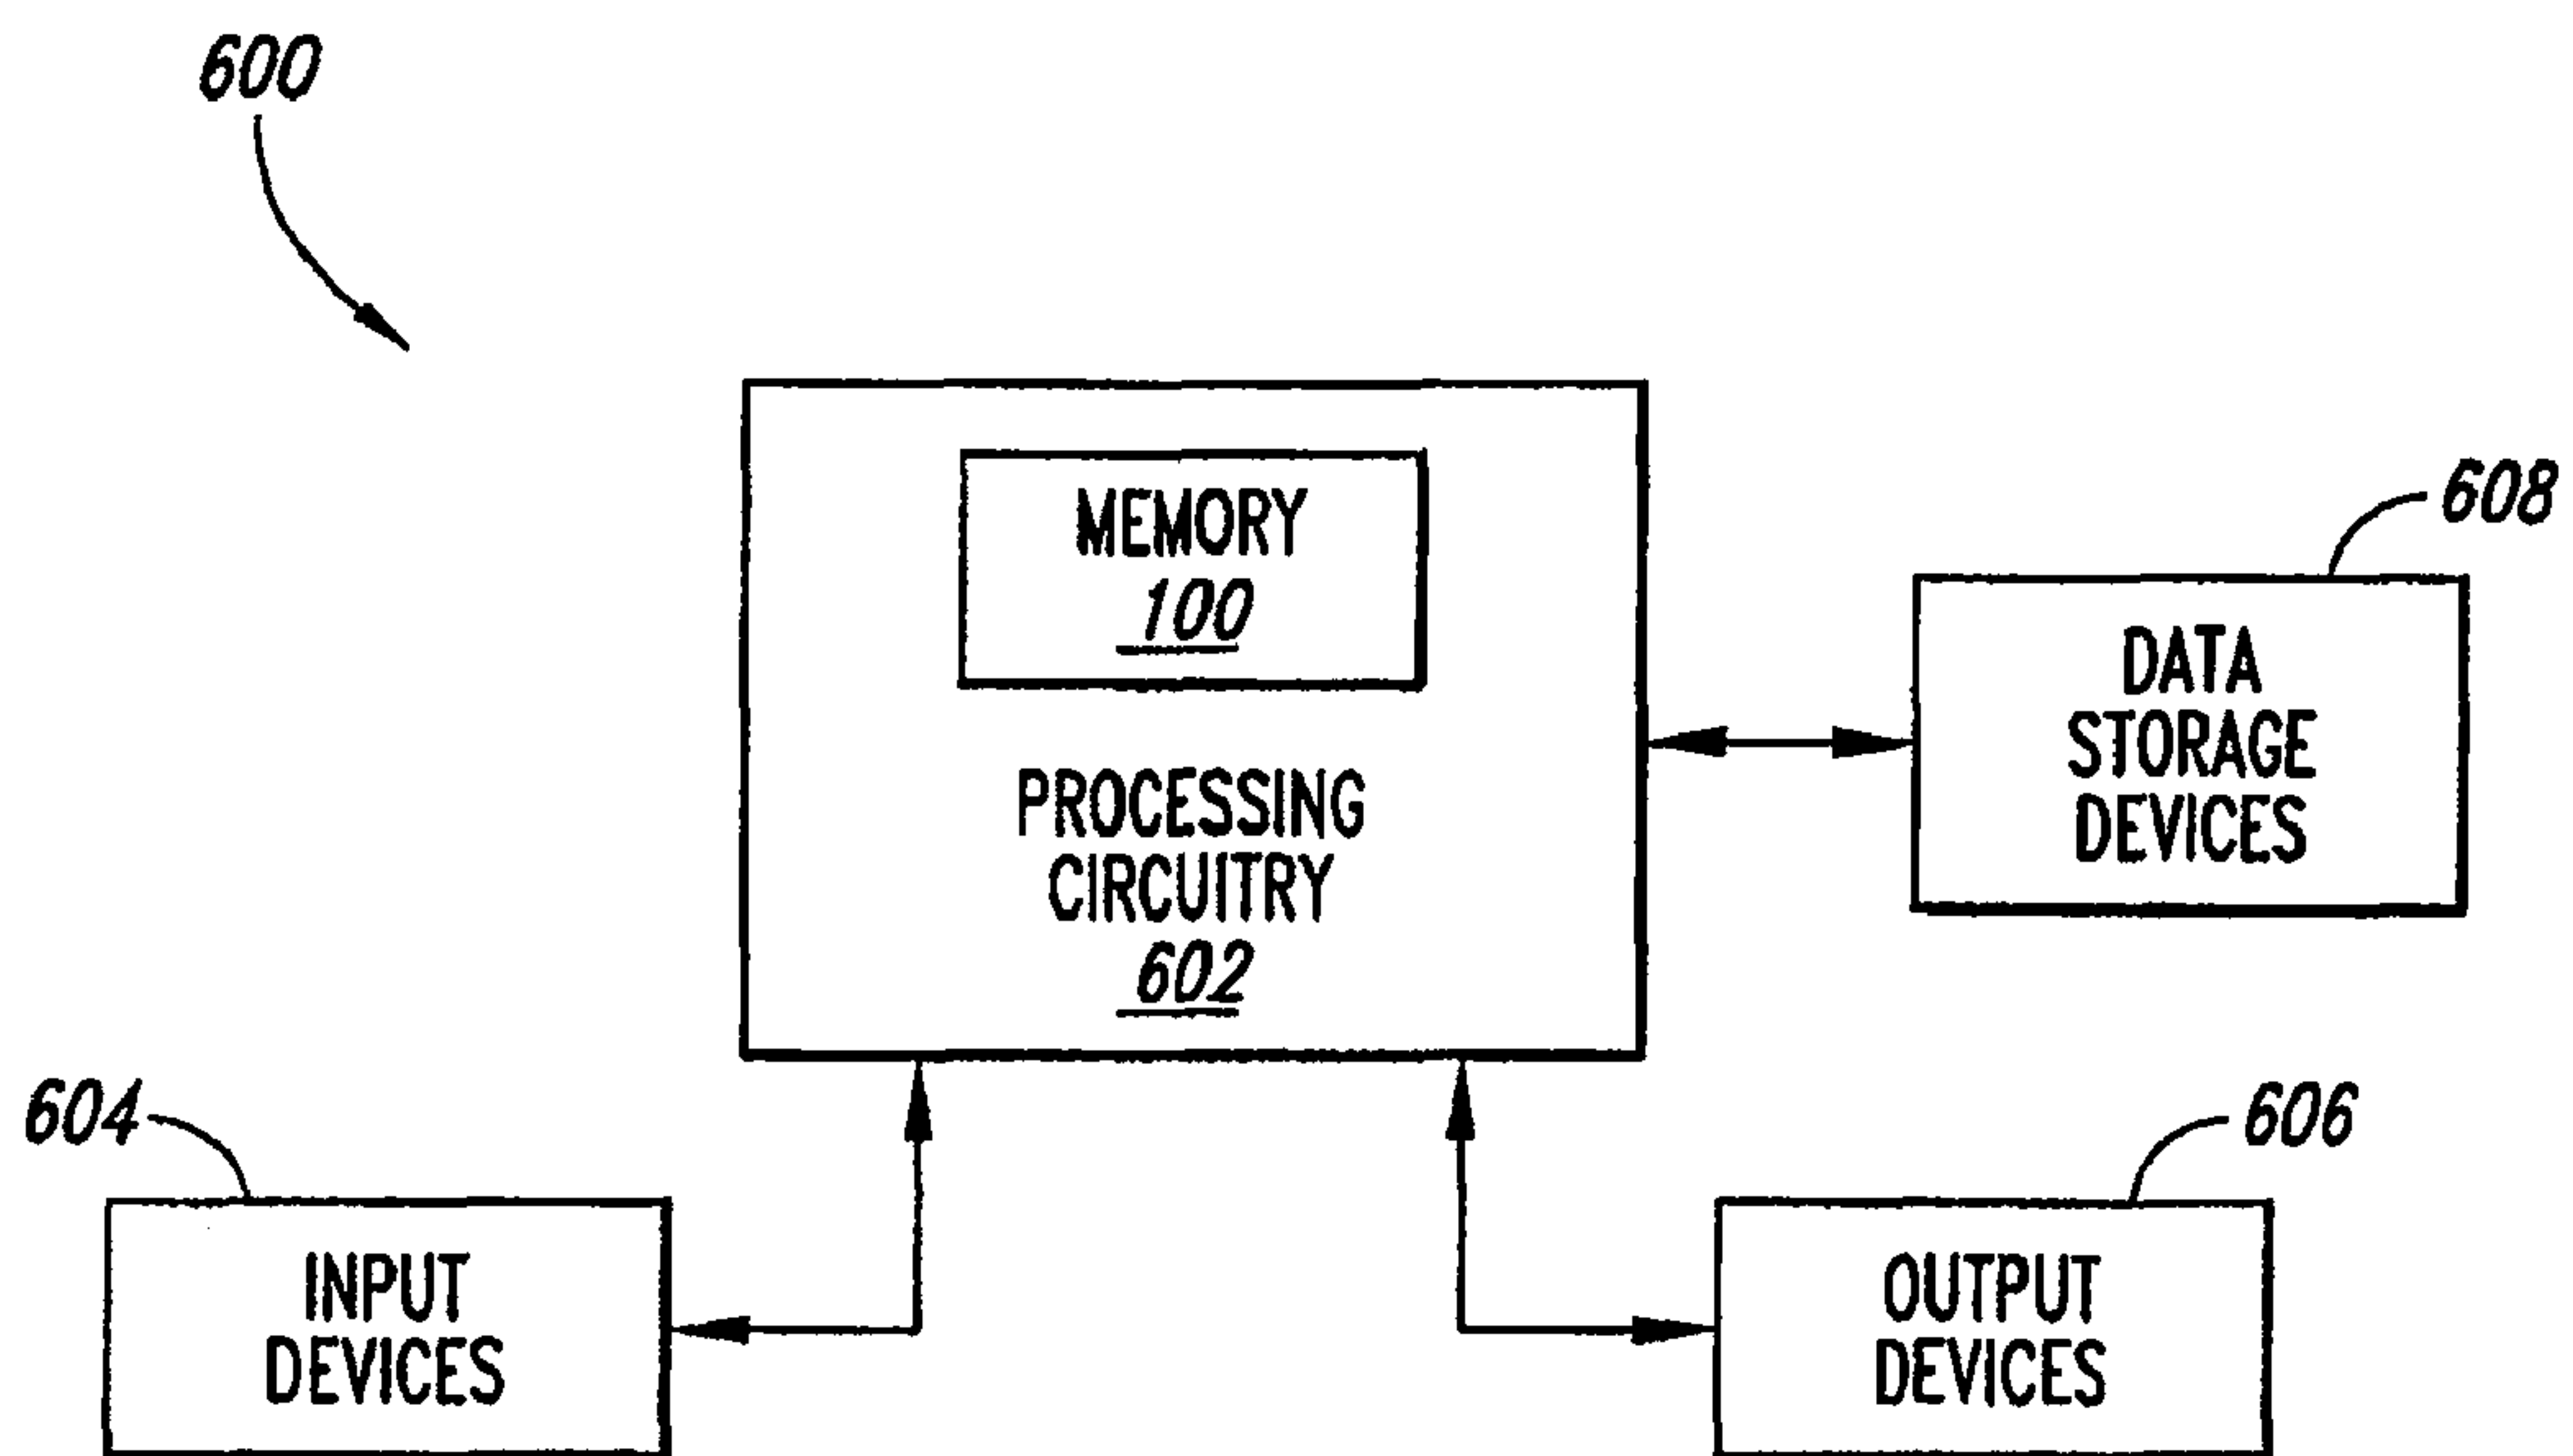 600
MEMORY
100
PROCESSING
CIRCUITRY
602
608
DATA
STORAGE
DEVICES
604
INPUT
DEVICES
606
OUTPUT
DEVICES